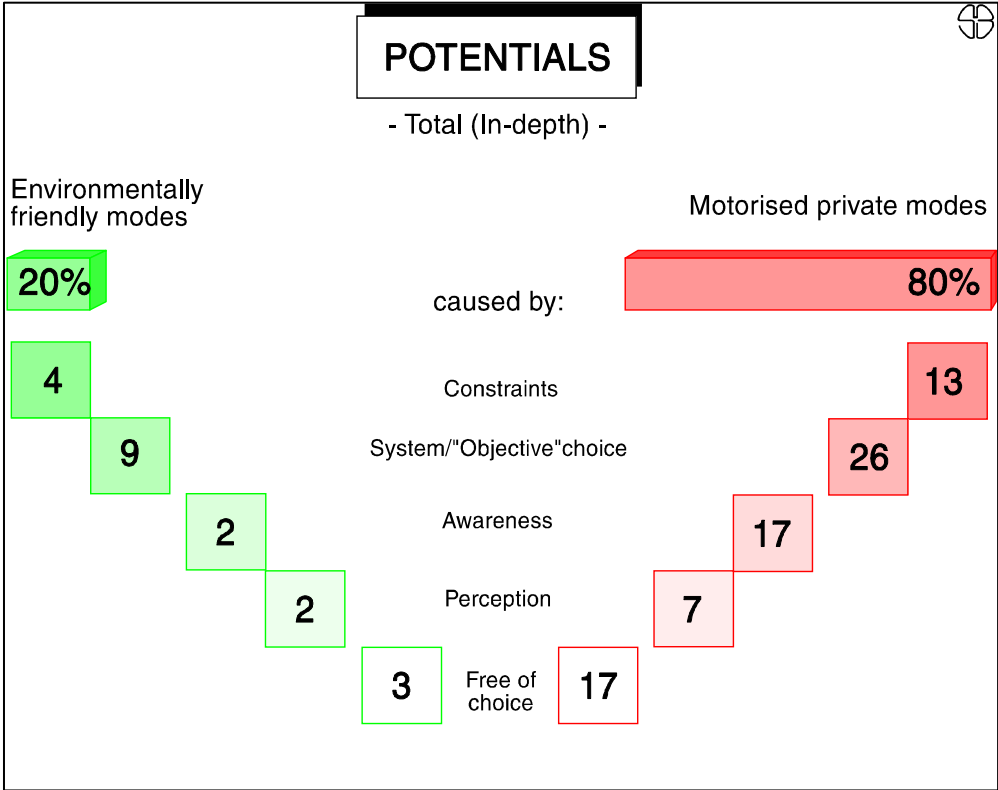 POTENTIALS
- Total (In-depth) -
Environmentally
friendly modes
Motorised private modes
20%
caused by:
80%
4
Constraints
13
9
System/"Objective"choice
26
2
Awareness
17
2
Perception
7
3
Free of
choice
17